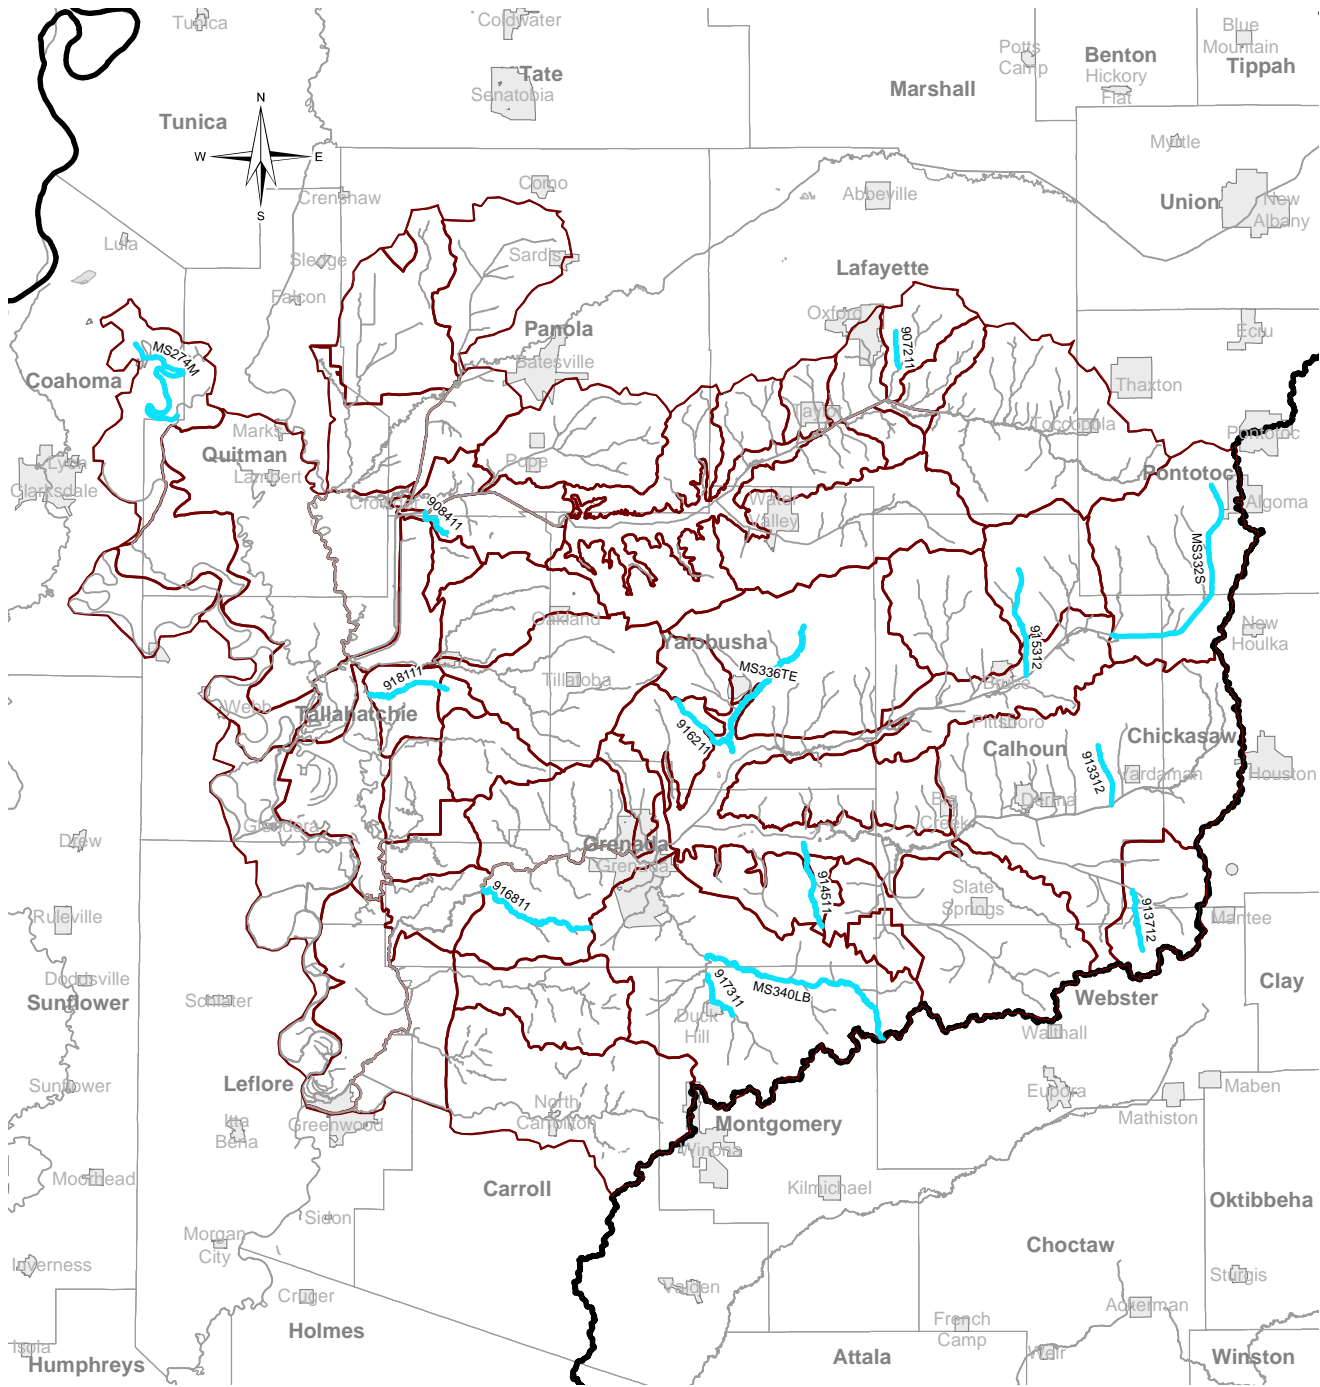 Tunica
Coldwater
Blue
Mountain
Potts
Camp
Benton
Tippah
Tate
Hickory
Flat
Marshall
Senatobia
N
Tunica
Myrtle
W
E
Como
Crenshaw
Abbeville
Union
New
Albany
S
Lula
Sardis
Sledge
Lafayette
Falcon
Oxford
Panola
Ecru
907211
MS274M
Batesville
Coahoma
Thaxton
Taylor
Toccopola
Marks
Pontotoc
Quitman
Lyon
Pope
Lambert
Pontotoc
Clarksdale
Crowder
Water
Valley
Algoma
908411
MS332S
Oakland
New
Houlka
915312
Yalobusha
MS336TE
918111
Tillatoba
Bruce
Webb
Tallahatchie
Pittsboro
916211
Calhoun
Chickasaw
913312
Vardaman
Houston
Big
Creek
Derma
Glendora
Drew
Grenada
Grenada
914511
Slate
Springs
916811
Ruleville
913712
Mantee
Doddsville
Clay
MS340LB
917311
Sunflower
Schlater
Webster
Duck
Hill
Walthall
Leflore
Sunflower
Maben
Eupora
North
Carrollton
Itta
Bena
Greenwood
Mathiston
Montgomery
Winona
Moorhead
Carroll
Kilmichael
Oktibbeha
Sidon
Morgan
City
Choctaw
Inverness
Sturgis
Vaiden
Cruger
Ackerman
French
Camp
Holmes
Isola
Humphreys
Attala
Weir
Winston